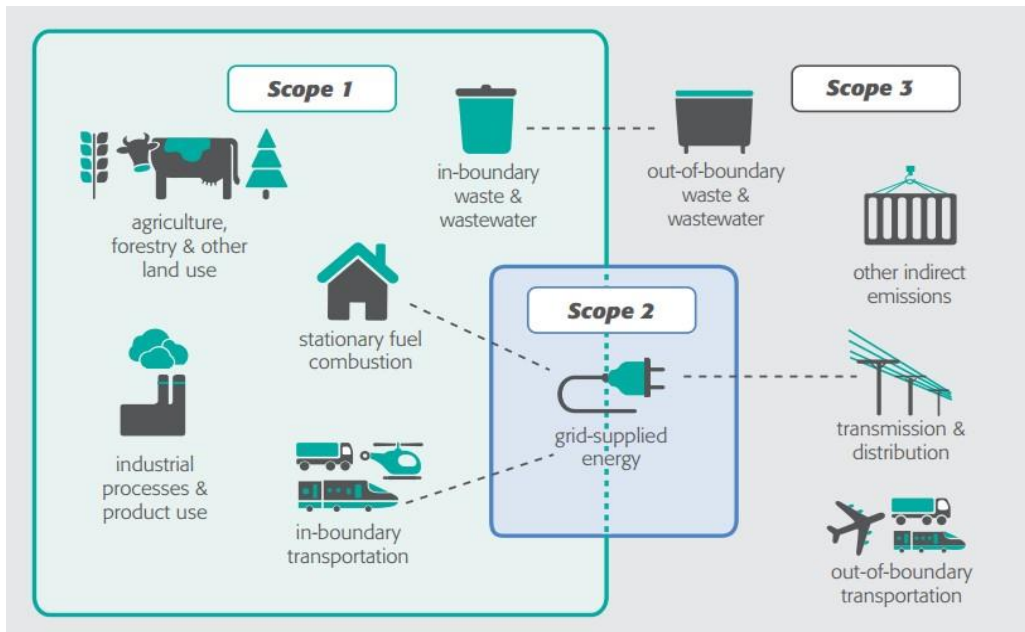 Scope 1
Scope 3
in-boundary
waste &
wastewater
out-of-boundary
waste &
wastewater
agriculture,
forestry & other
land use
other indirect
emissions
Scope 2
stationary fuel
combustion
grid-supplied
energy
transmission &
distribution
industrial
processes &
product use
in-boundary
transportation
out-of-boundary
transportation